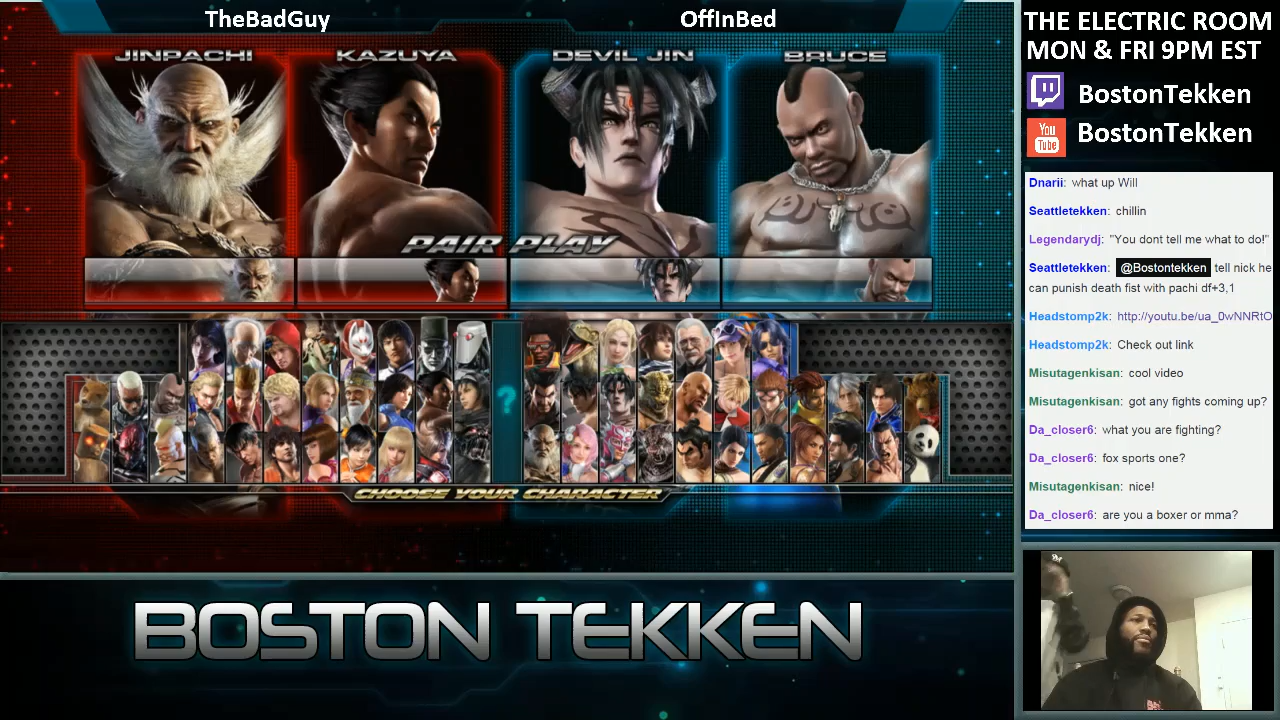 TheBadGuy
OffInBed
JINPACHI
KAZUYA
DEVIL JIN
BRUCE
PAIR PLAY
?
CHOOSE YOUR CHARACTER
BOSTON TEKKEN
THE ELECTRIC ROOM
MON & FRI 9PM EST
BostonTekken
You
Tube
BostonTekken
Dnarii: what up Will
Seattletekken: chillin
Legendarydj: "You dont tell me what to do!"
Seattletekken: @Bostontekken tell nick he
can punish death fist with pachi df+3,1
Headstomp2k: http://youtu.be/ua_0wNNRtO
Headstomp2k: Check out link
Misutagenkisan: cool video
Misutagenkisan: got any fights coming up?
Da_closer6: what you are fighting?
Da_closer6: fox sports one?
Misutagenkisan: nice!
Da_closer6: are you a boxer or mma?